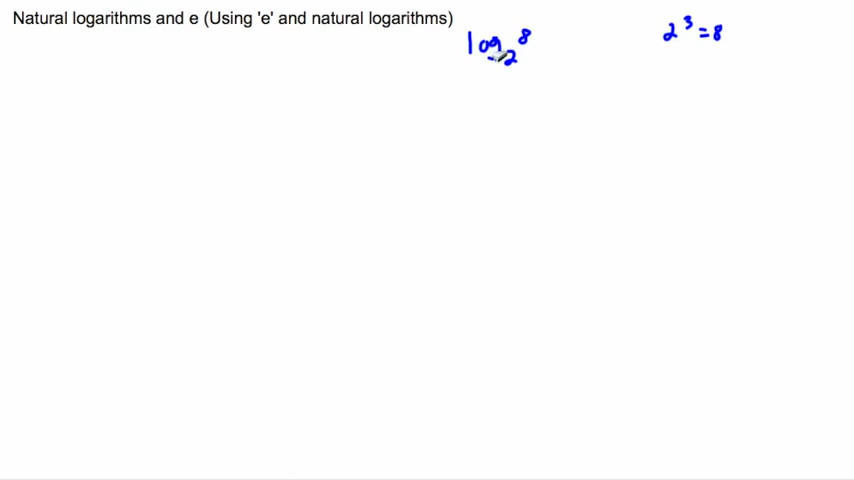 Natural logarithms and e (Using 'e' and natural logarithms)
log₂ 8
2³ = 8